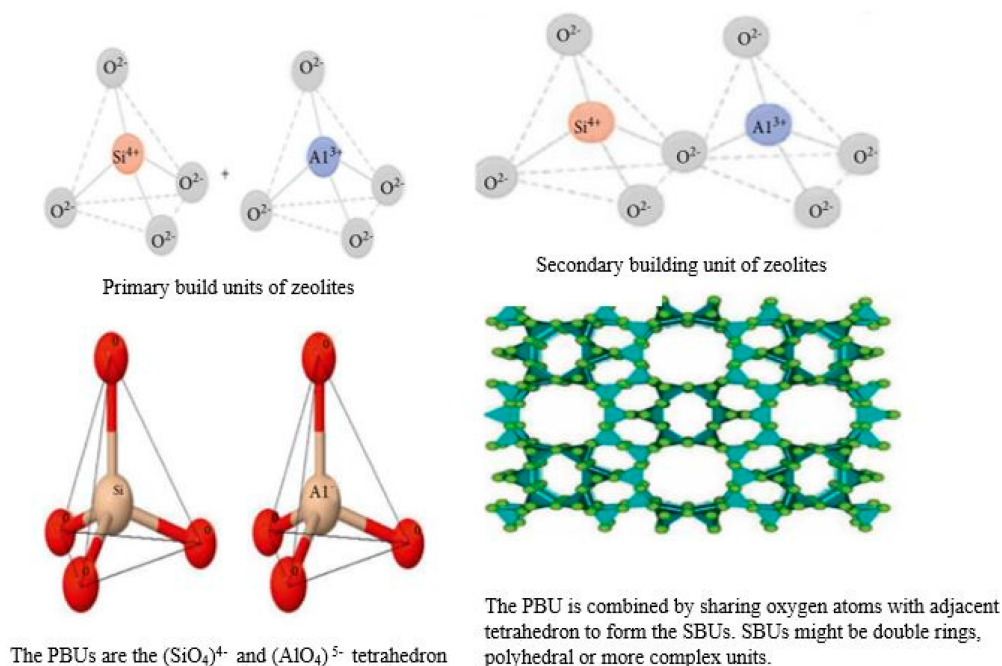 O²⁻
O²⁻
Si⁴⁺
Al³⁺
O²⁻
O²⁻
+
O²⁻
O²⁻
O²⁻
O²⁻
Primary build units of zeolites
O²⁻
O²⁻
Si⁴⁺
Al³⁺
O²⁻
O²⁻
O²⁻
O²⁻
O²⁻
Secondary building unit of zeolites
O
O
Si
Al⁻
O
O
O
O
O
O
The PBUs are the (SiO₄)⁴⁻ and (AlO₄)⁵⁻ tetrahedron
The PBU is combined by sharing oxygen atoms with adjacent
tetrahedron to form the SBUs. SBUs might be double rings,
polyhedral or more complex units.